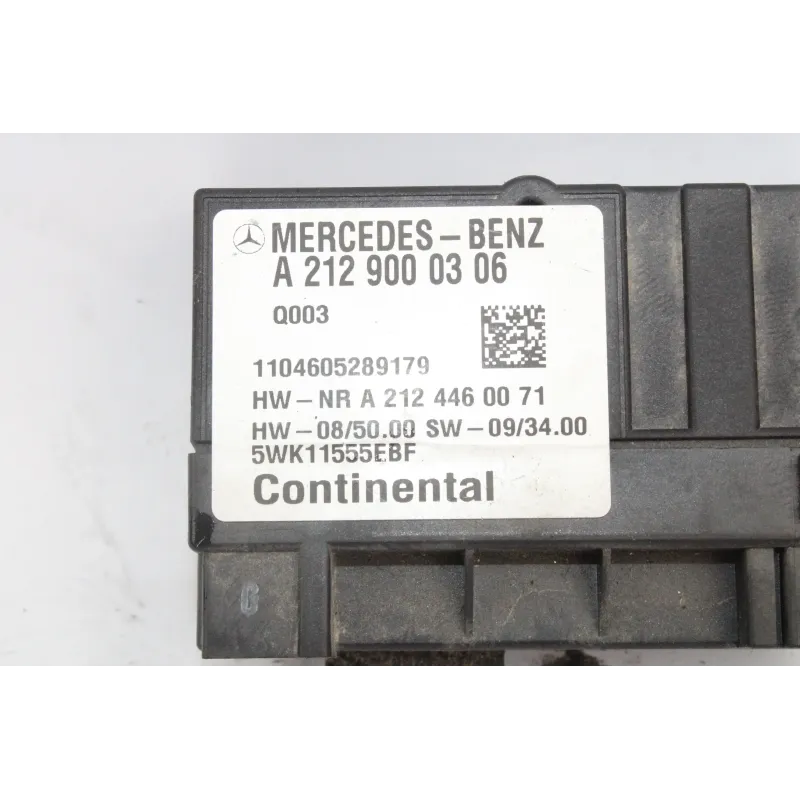 MERCEDES-BENZ
A 212 900 03 06
Q003
1104605289179
HW-NR A 212 446 00 71
HW-08/50.00 SW-09/34.00
5WK11555EBF
Continental